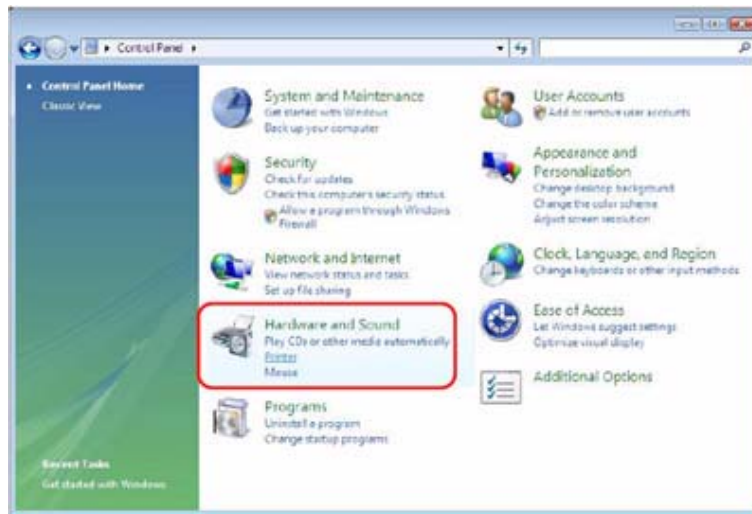 Control Panel
Control Panel Home
Classic View
System and Maintenance
Get started with Windows
Back up your computer
Security
Check for updates
Check this computer's security status
Allow a program through Windows
Firewall
Network and Internet
View network status and tasks
Set up file sharing
Hardware and Sound
Play CDs or other media automatically
Printer
Mouse
Programs
Uninstall a program
Change startup programs
User Accounts
Add or remove user accounts
Appearance and
Personalization
Change desktop background
Change the color scheme
Adjust screen resolution
Clock, Language, and Region
Change keyboards or other input methods
Ease of Access
Let Windows suggest settings
Optimize visual display
Additional Options
Recent Tasks
Get started with Windows